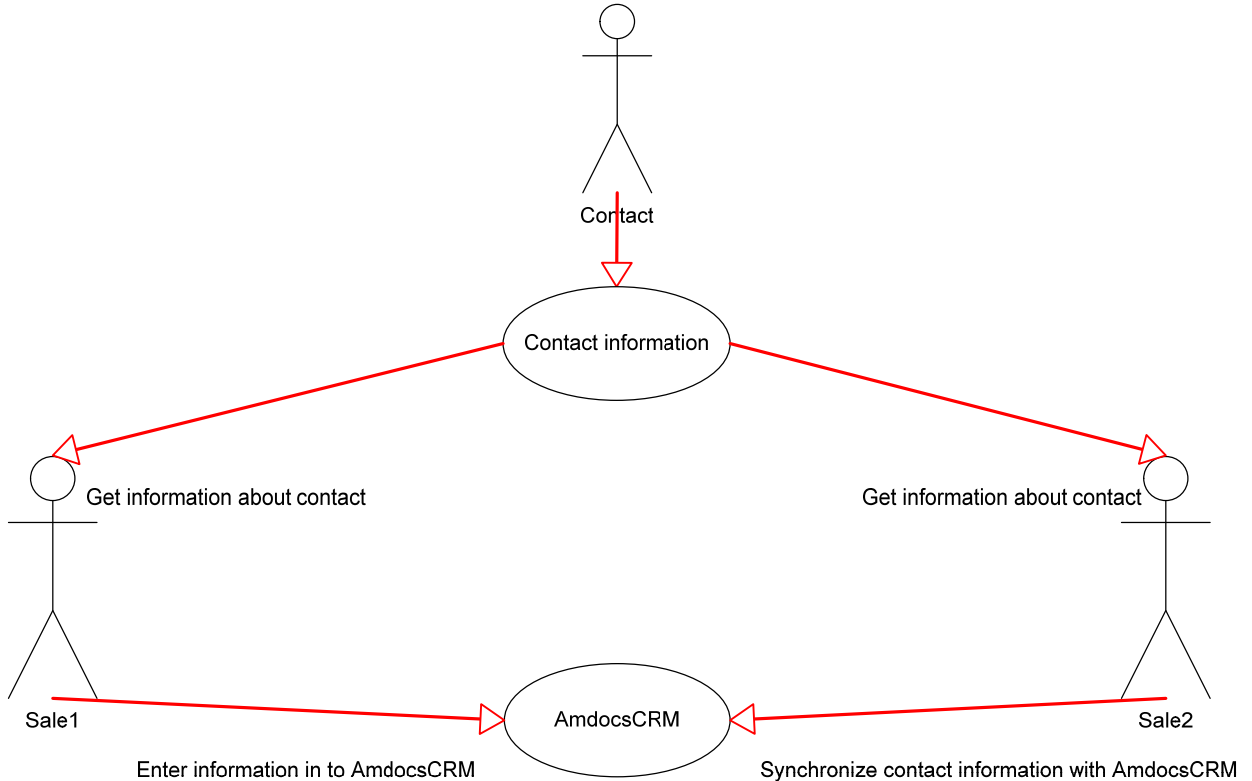 Contact
Contact information
Get information about contact
Get information about contact
Sale1
AmdocsCRM
Sale2
Enter information in to AmdocsCRM
Synchronize contact information with AmdocsCRM